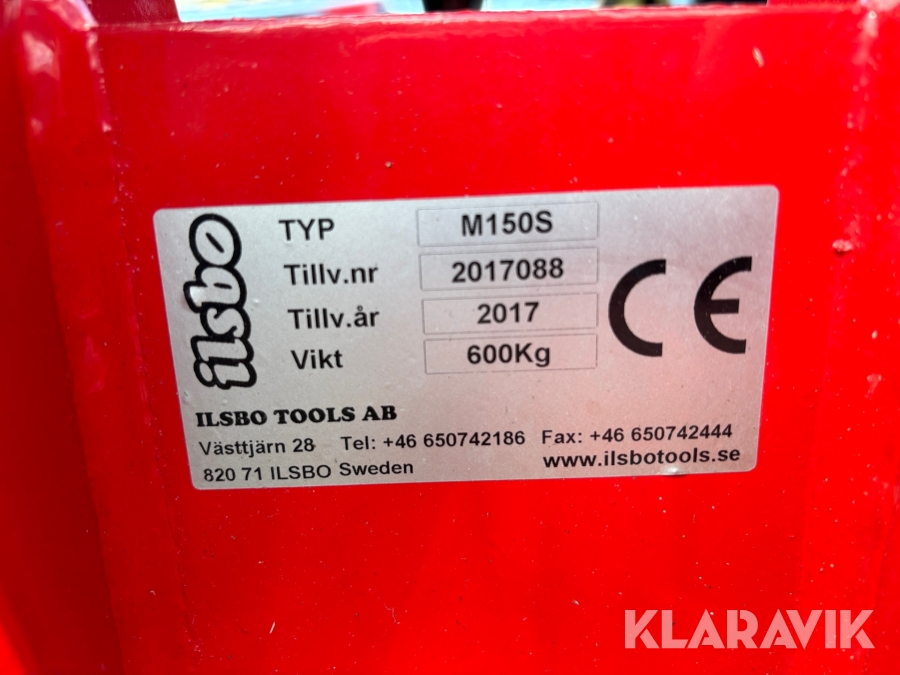 ilsbo
TYP M150S
Tillv.nr 2017088
Tillv.år 2017
Vikt 600Kg
CE
ILSBO TOOLS AB
Västtjärn 28 Tel: +46 650742186 Fax: +46 650742444
820 71 ILSBO Sweden www.ilsbotools.se
KLARAVIK